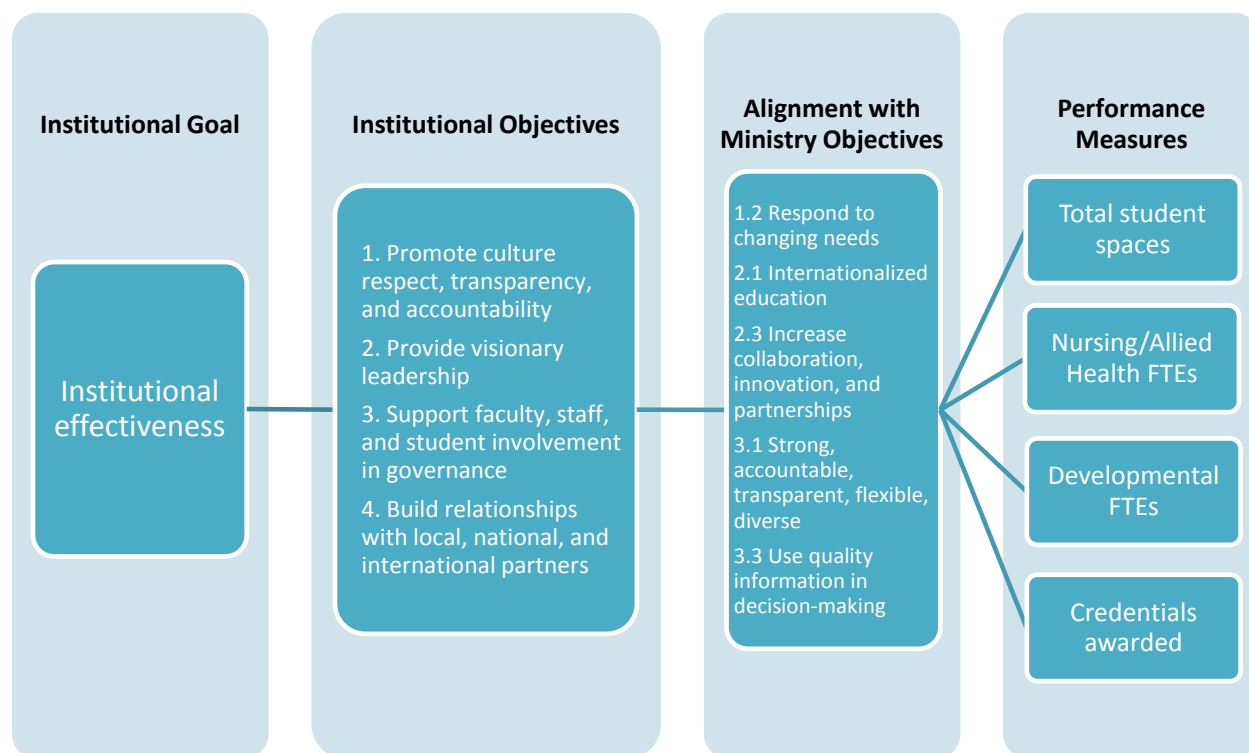 Institutional Goal
Institutional
effectiveness
Institutional Objectives
1. Promote culture
respect, transparency,
and accountability
2. Provide visionary
leadership
3. Support faculty, staff,
and student involvement
in governance
4. Build relationships
with local, national, and
international partners
Alignment with
Ministry Objectives
1.2 Respond to
changing needs
2.1 Internationalized
education
2.3 Increase
collaboration,
innovation, and
partnerships
3.1 Strong,
accountable,
transparent, flexible,
diverse
3.3 Use quality
information in
decision-making
Performance
Measures
Total student
spaces
Nursing/Allied
Health FTEs
Developmental
FTEs
Credentials
awarded